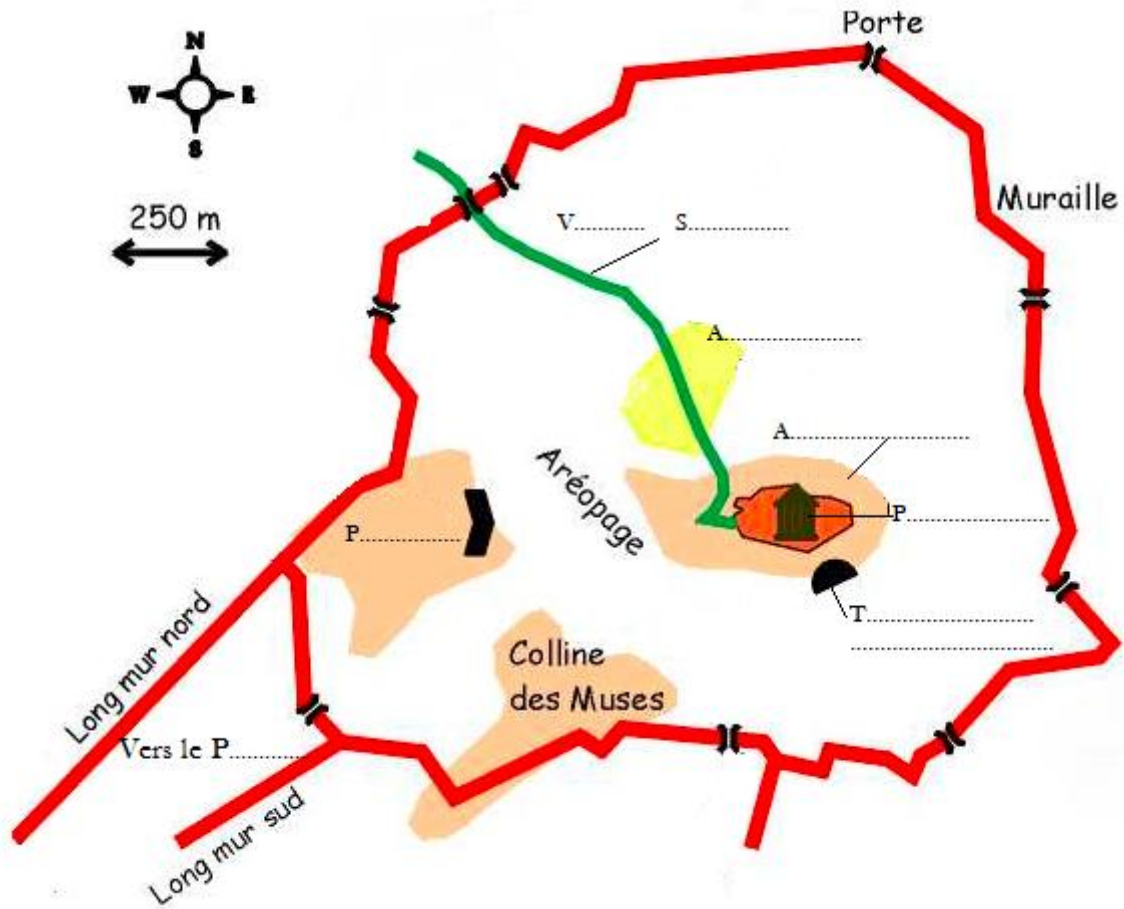 Porte
N
W E
S
250 m
Muraille
V............ S.................
A.........................
A................................
Aréopage
P.........................
P..................
T.............................
...................................
Colline
des Muses
Long mur nord
Vers le P.............
Long mur sud